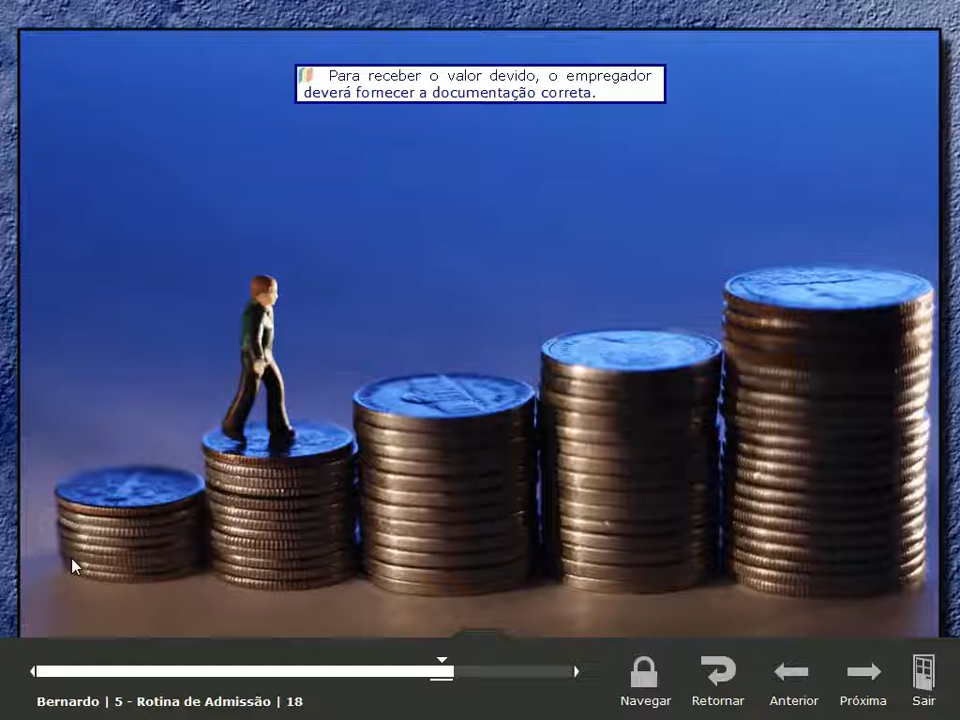 Para receber o valor devido, o empregador
deverá fornecer a documentação correta.
Navegar
Retornar
Anterior
Próxima
Sair
Bernardo | 5 - Rotina de Admissão | 18